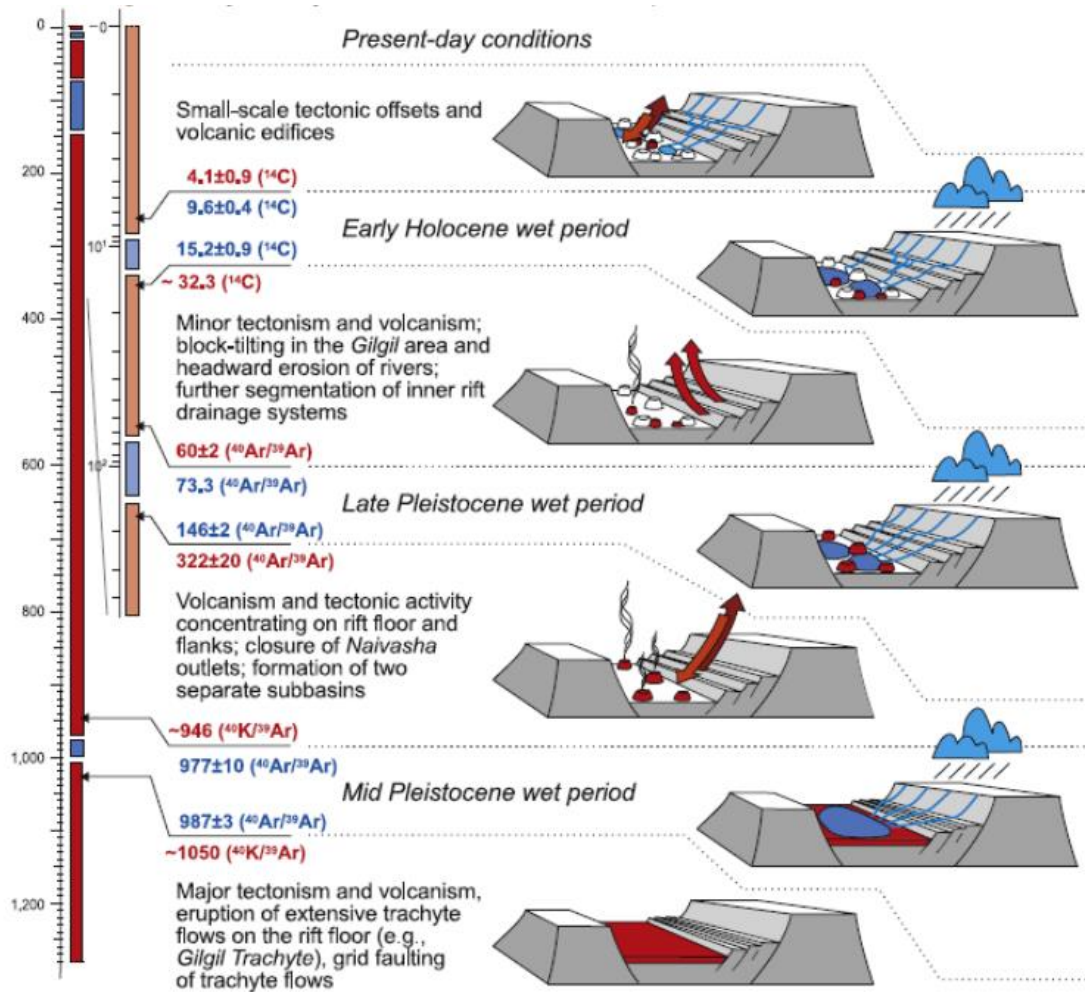 0
0
Present-day conditions
Small-scale tectonic offsets and
volcanic edifices
200
4.1±0.9 (¹⁴C)
9.6±0.4 (¹⁴C)
10¹
15.2±0.9 (¹⁴C)
Early Holocene wet period
~ 32.3 (¹⁴C)
400
Minor tectonism and volcanism;
block-tilting in the Gilgil area and
headward erosion of rivers;
further segmentation of inner rift
drainage systems
600
60±2 (⁴⁰Ar/³⁹Ar)
10²
73.3 (⁴⁰Ar/³⁹Ar)
Late Pleistocene wet period
146±2 (⁴⁰Ar/³⁹Ar)
322±20 (⁴⁰Ar/³⁹Ar)
800
Volcanism and tectonic activity
concentrating on rift floor and
flanks; closure of Naivasha
outlets; formation of two
separate subbasins
~946 (⁴⁰K/³⁹Ar)
1,000
977±10 (⁴⁰Ar/³⁹Ar)
Mid Pleistocene wet period
987±3 (⁴⁰Ar/³⁹Ar)
~1050 (⁴⁰K/³⁹Ar)
1,200
Major tectonism and volcanism,
eruption of extensive trachyte
flows on the rift floor (e.g.,
Gilgil Trachyte), grid faulting
of trachyte flows